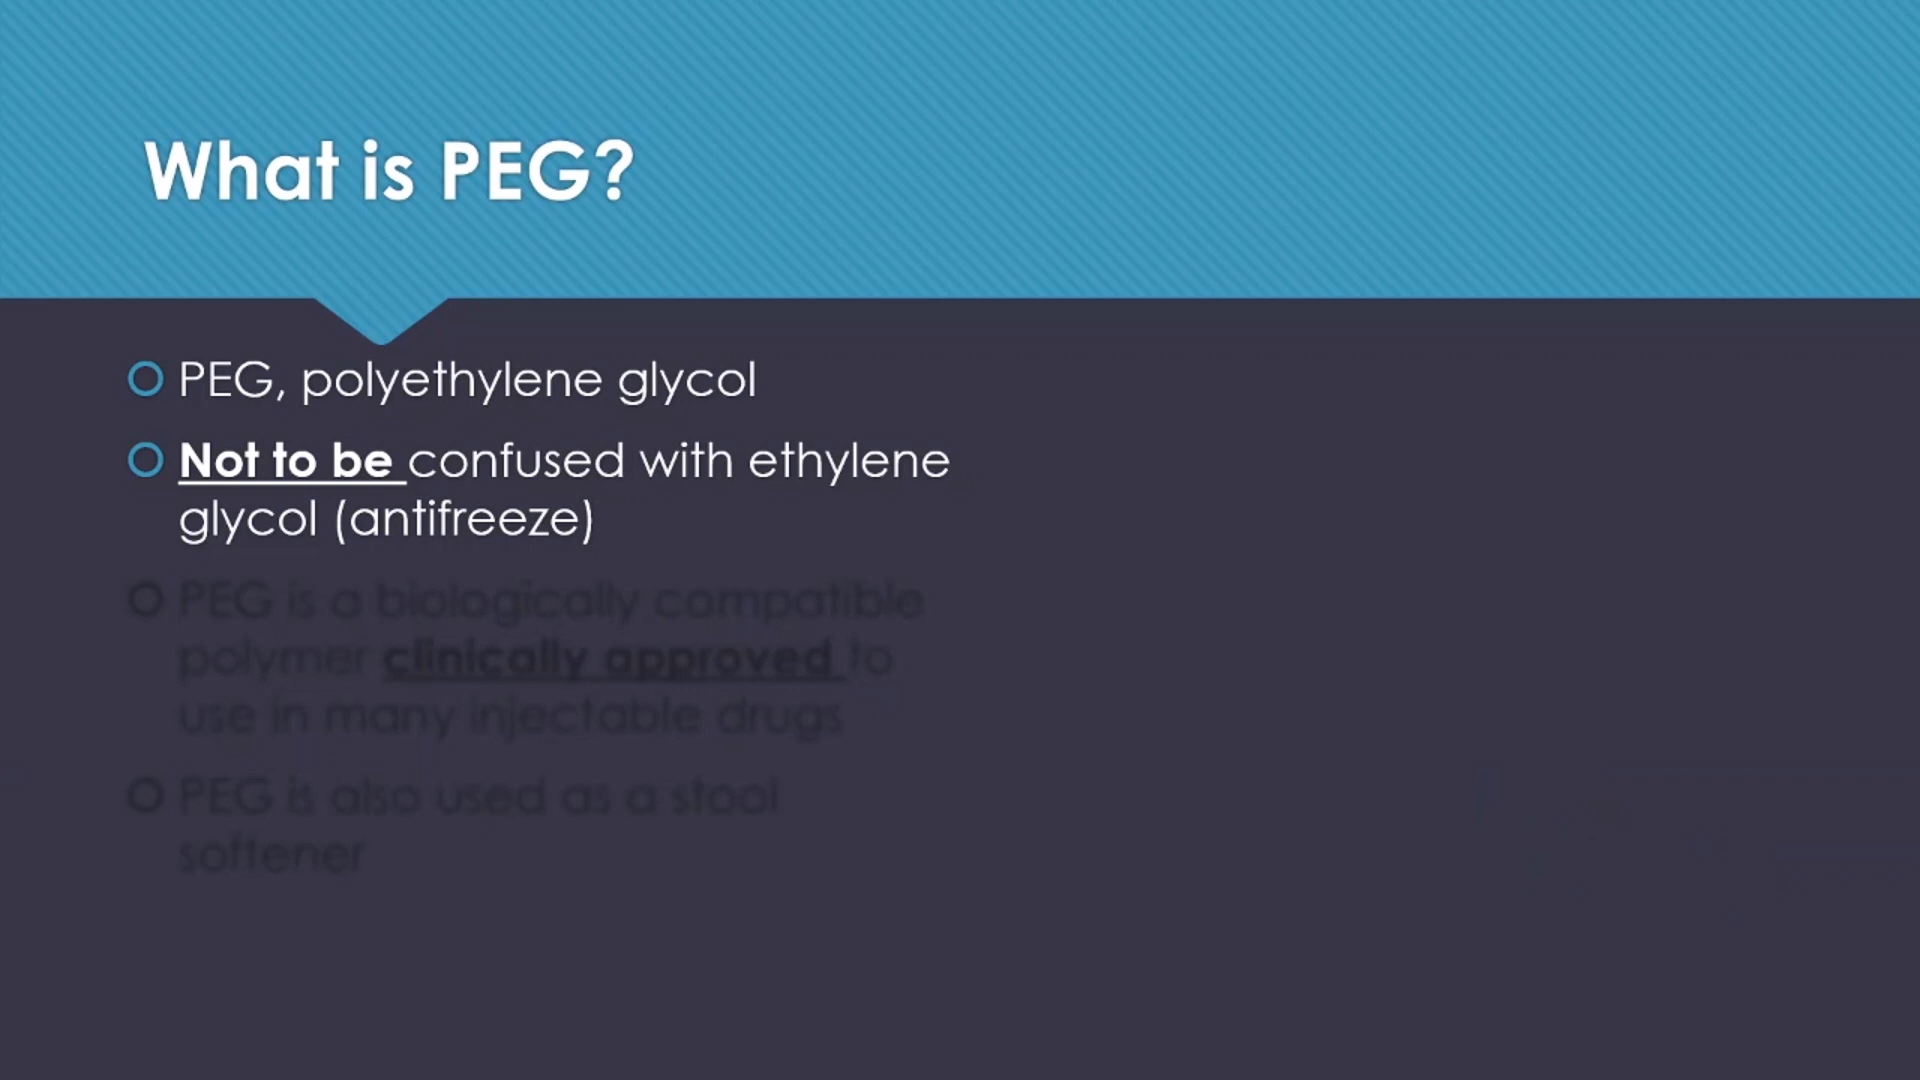 What is PEG?
PEG, polyethylene glycol
Not to be confused with ethylene
glycol (antifreeze)
PEG is a biologically compatible
polymer clinically approved to
use in many injectable drugs
PEG is also used as a stool
softener